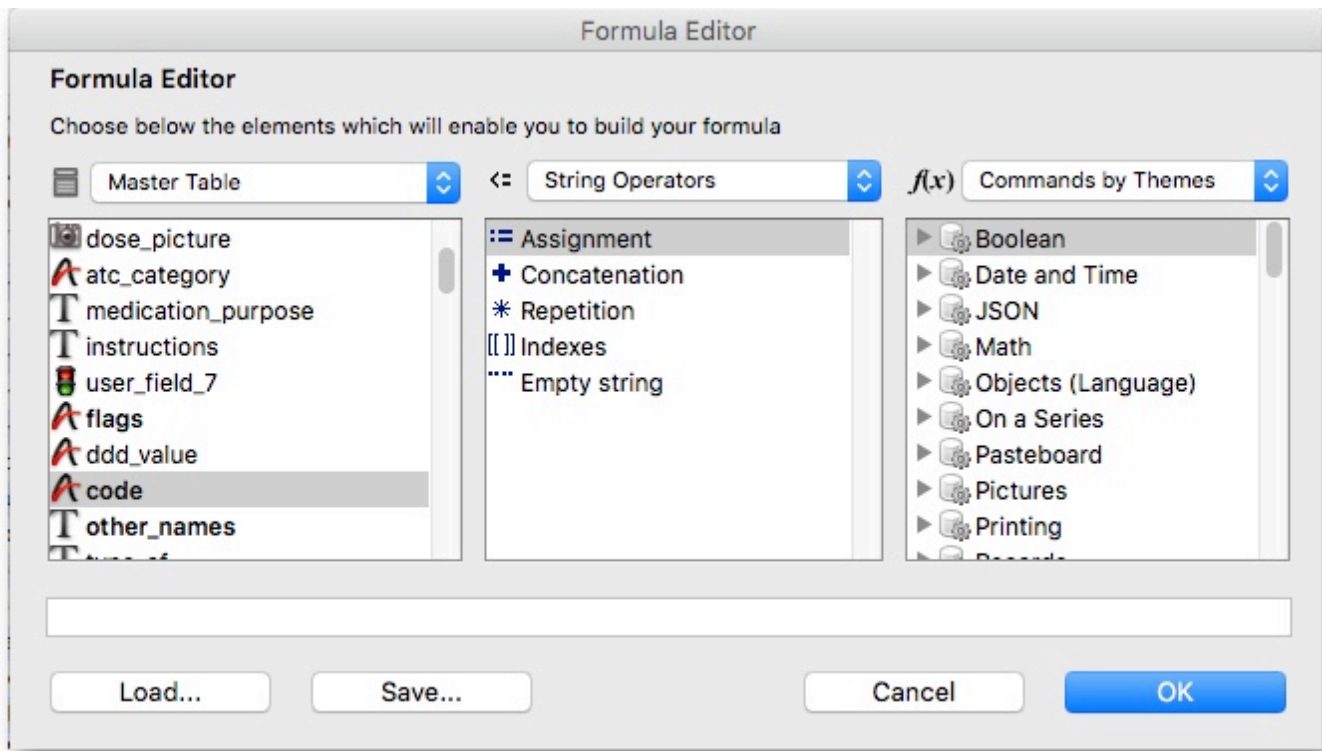 Formula Editor
Formula Editor
Choose below the elements which will enable you to build your formula
Master Table
dose_picture
atc_category
medication_purpose
instructions
user_field_7
flags
ddd_value
code
other_names
<= String Operators
:= Assignment
+ Concatenation
* Repetition
[[ ]] Indexes
"" Empty string
f(x) Commands by Themes
Boolean
Date and Time
JSON
Math
Objects (Language)
On a Series
Pasteboard
Pictures
Printing
Load...
Save...
Cancel
OK